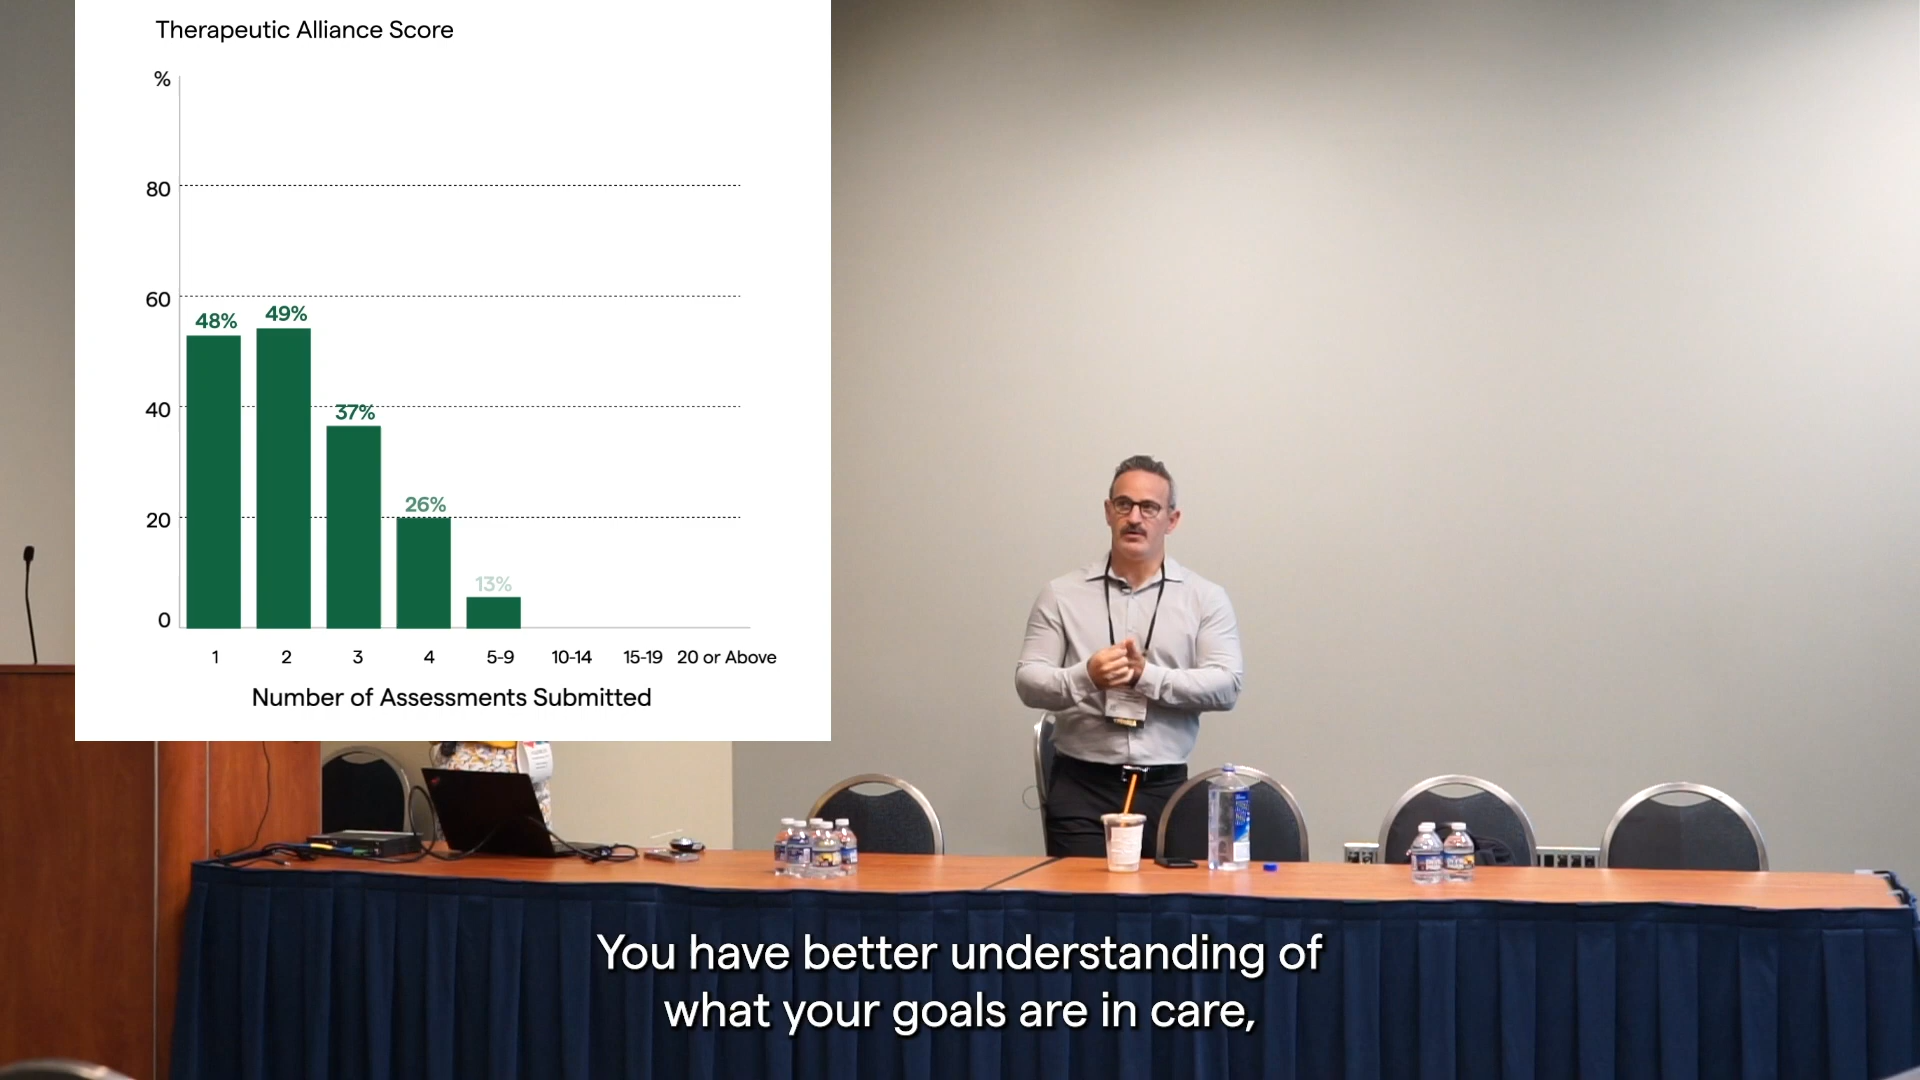 Therapeutic Alliance Score
%
80
60
40
20
0
48%
49%
37%
26%
13%
1 2 3 4 5-9 10-14 15-19 20 or Above
Number of Assessments Submitted
You have better understanding of
what your goals are in care,